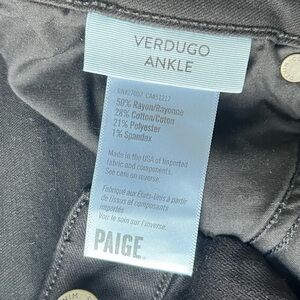 VERDUGO
ANKLE
50% Rayon/Rayonne
28% Cotton/Coton
21% Polyester
1% Spandex
Made in the USA of Imported
fabric and components.
See care on reverse.
Fabriqué aux États-Unis à partir
de tissus et composants
importés
Voir le soin sur l'inverse.
PAIGE